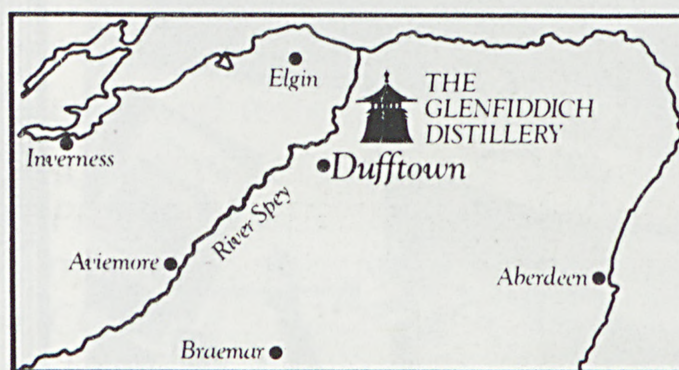 Elgin
THE
GLENFIDDICH
DISTILLERY
Inverness
Dufftown
River Spey
Aviemore
Aberdeen
Braemar